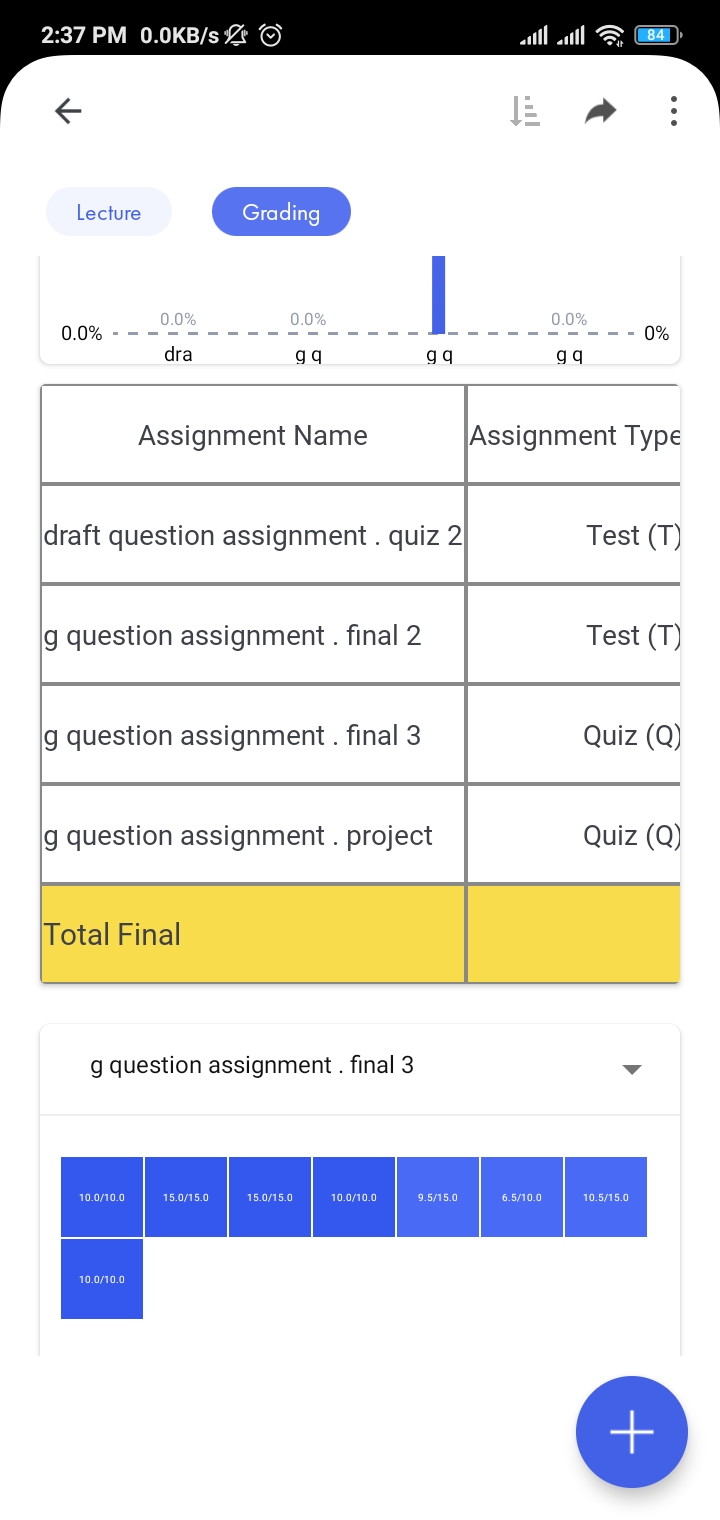 2:37 PM 0.0KB/s 84
Lecture Grading
0.0% 0.0% 0.0%
0.0% 0%
dra g q g q g q
Assignment Name Assignment Type
draft question assignment . quiz 2 Test (T)
g question assignment . final 2 Test (T)
g question assignment . final 3 Quiz (Q)
g question assignment . project Quiz (Q)
Total Final
g question assignment . final 3
10.0/10.0 15.0/15.0 15.0/15.0 10.0/10.0 9.5/15.0 6.5/10.0 10.5/15.0
10.0/10.0